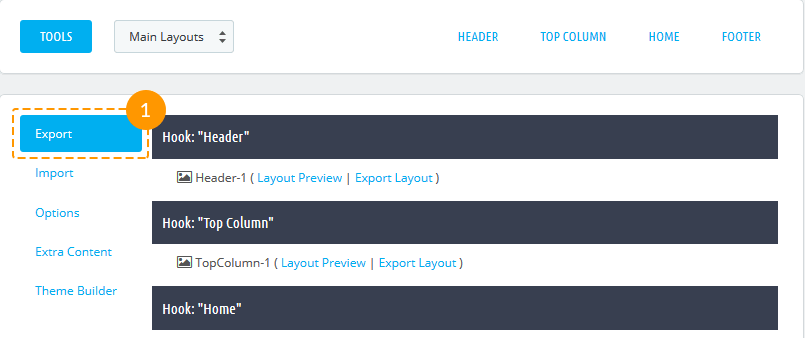 TOOLS Main Layouts HEADER TOP COLUMN HOME FOOTER
1
Export
Import
Options
Extra Content
Theme Builder
Hook: "Header"
Header-1 ( Layout Preview | Export Layout )
Hook: "Top Column"
TopColumn-1 ( Layout Preview | Export Layout )
Hook: "Home"